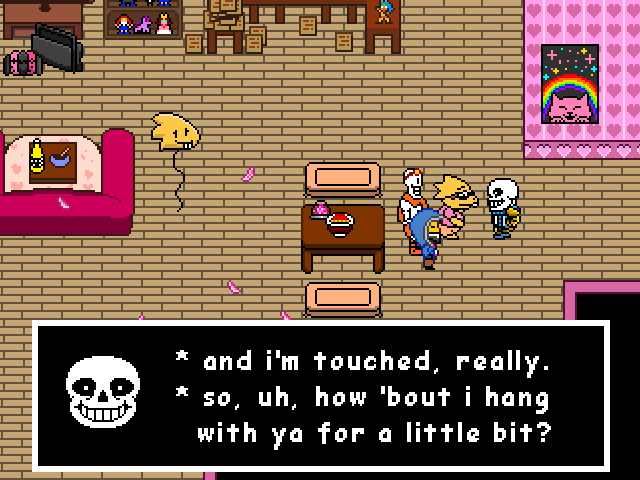 * and i'm touched, really.
* so, uh, how 'bout i hang
with ya for a little bit?